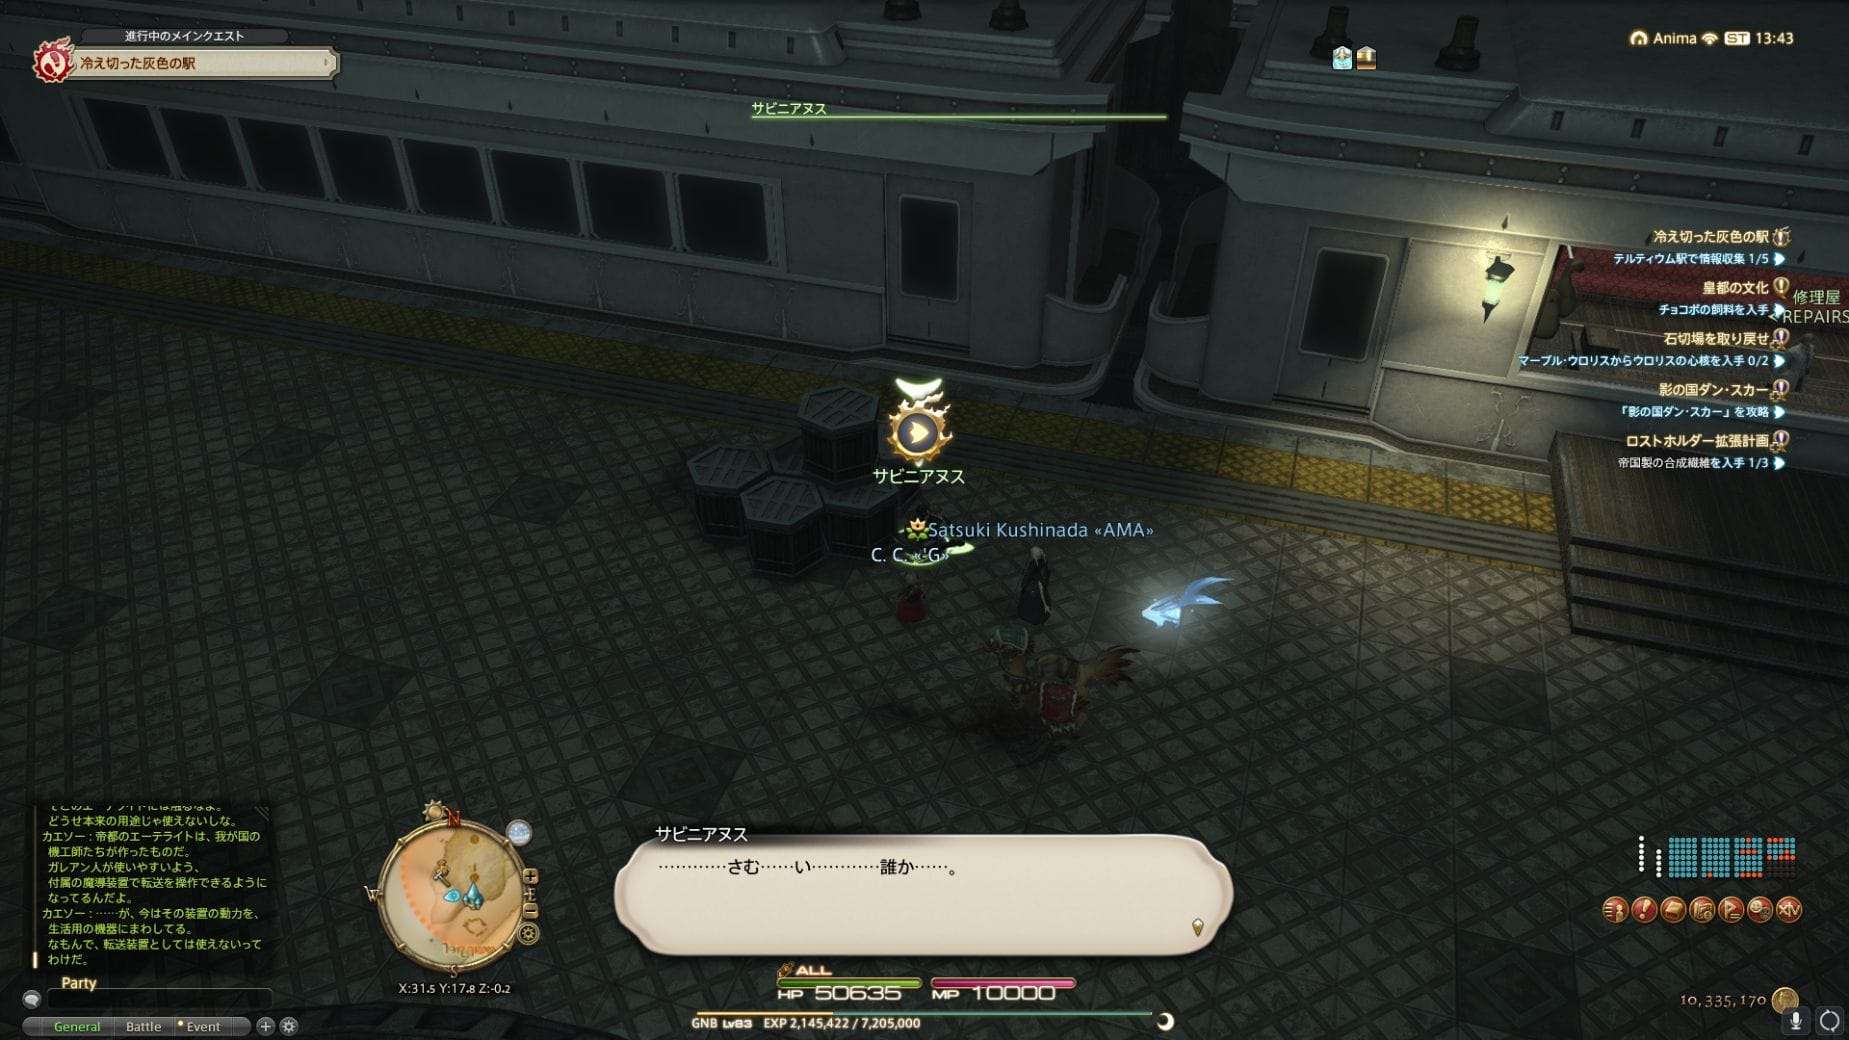 進行中のメインクエスト
冷え切った灰色の駅
Anima ST 13:43
サビニアヌス
冷え切った灰色の駅
テルティウム駅で情報収集 1/5
皇都の文化
チョコボの飼料を入手
修理屋
REPAIRS
石切場を取り戻せ
マーブル・ウロリスからウロリスの心核を入手 0/2
影の国ダン・スカー
「影の国ダン・スカー」を攻略
ロストホルダー拡張計画
帝国製の合成繊維を入手 1/3
サビニアヌス
Satsuki Kushinada «AMA»
C. C.
どうせ本来の用途じゃ使えないしな。
カエソー：帝都のエーテライトは、我が国の
機工師たちが作ったものだ。
ガレアン人が使いやすいよう、
付属の魔導装置で転送を操作できるように
なってるんだよ。
カエソー：……が、今はその装置の動力を、
生活用の機器にまわしてる。
なもんで、転送装置としては使えないって
わけだ。
Party
General Battle Event
N
W
E
S
X:31.5 Y:17.8 Z:-0.2
サビニアヌス
…………さむ……い…………誰か……。
ALL
HP 50635 MP 10000
GNB Lv83 EXP 2,145,422 / 7,205,000
XIV
10,335,170